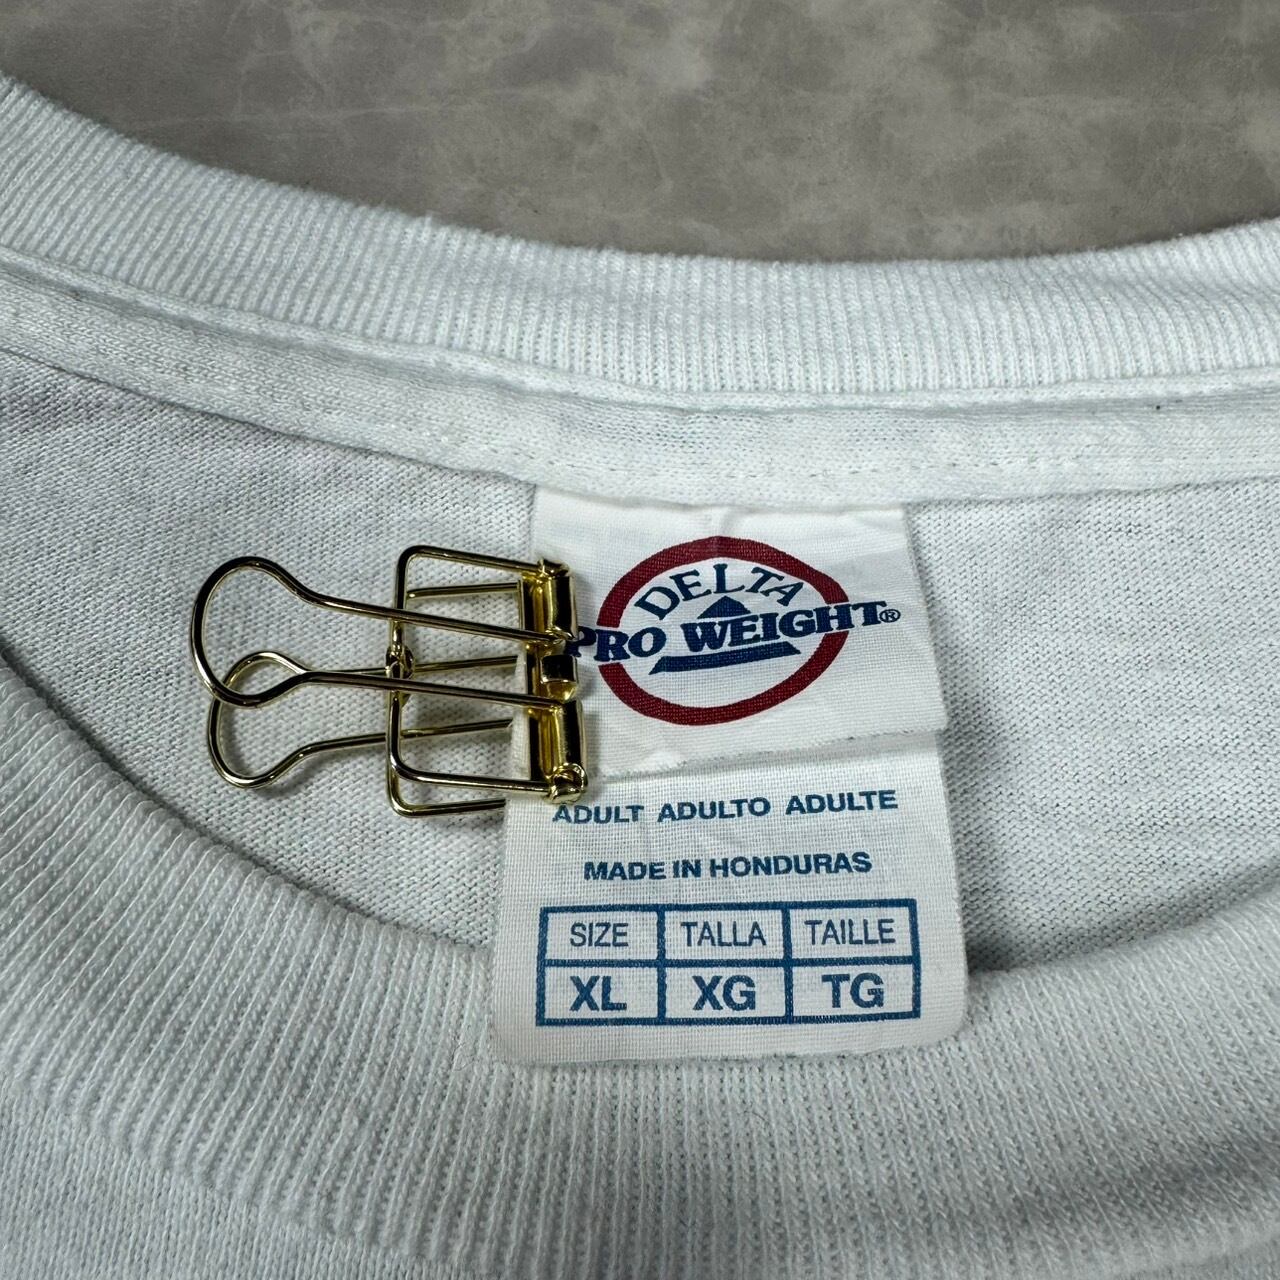 DELTA
PRO WEIGHT®
ADULT ADULTO ADULTE
MADE IN HONDURAS
SIZE TALLA TAILLE
XL XG TG